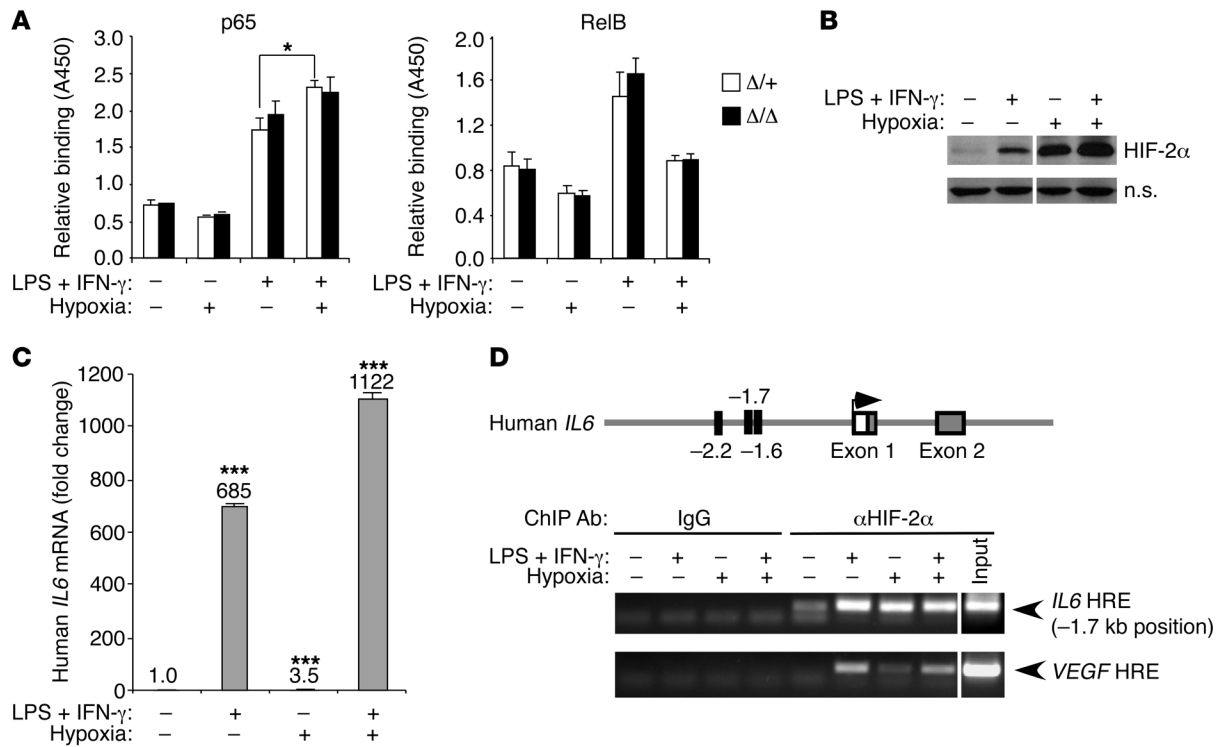 A
p65
Relative binding (A450)
3.0
2.5
2.0
1.5
1.0
0.5
0.0
*
LPS + IFN-γ: – – + +
Hypoxia: – + – +
RelB
Relative binding (A450)
2.0
1.6
1.2
0.8
0.4
0.0
LPS + IFN-γ: – – + +
Hypoxia: – + – +
Δ/+
Δ/Δ
B
LPS + IFN-γ: – + – +
Hypoxia: – – + +
HIF-2α
n.s.
C
Human IL6 mRNA (fold change)
1200
1000
800
600
400
200
0
1.0
***
685
***
3.5
***
1122
LPS + IFN-γ: – + – +
Hypoxia: – – + +
D
–1.7
Human IL6
–2.2 –1.6 Exon 1 Exon 2
ChIP Ab: IgG αHIF-2α
LPS + IFN-γ: – + – + – + – +
Hypoxia: – – + + – – + +
Input
IL6 HRE
(–1.7 kb position)
VEGF HRE